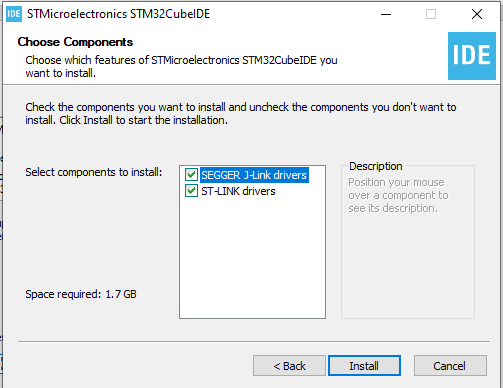 IDE STMicroelectronics STM32CubeIDE
Choose Components
Choose which features of STMicroelectronics STM32CubeIDE you
want to install.
IDE
Check the components you want to install and uncheck the components you don't want to
install. Click Install to start the installation.
Select components to install:
SEGGER J-Link drivers
ST-LINK drivers
Description
Position your mouse
over a component to
see its description.
Space required: 1.7 GB
< Back
Install
Cancel